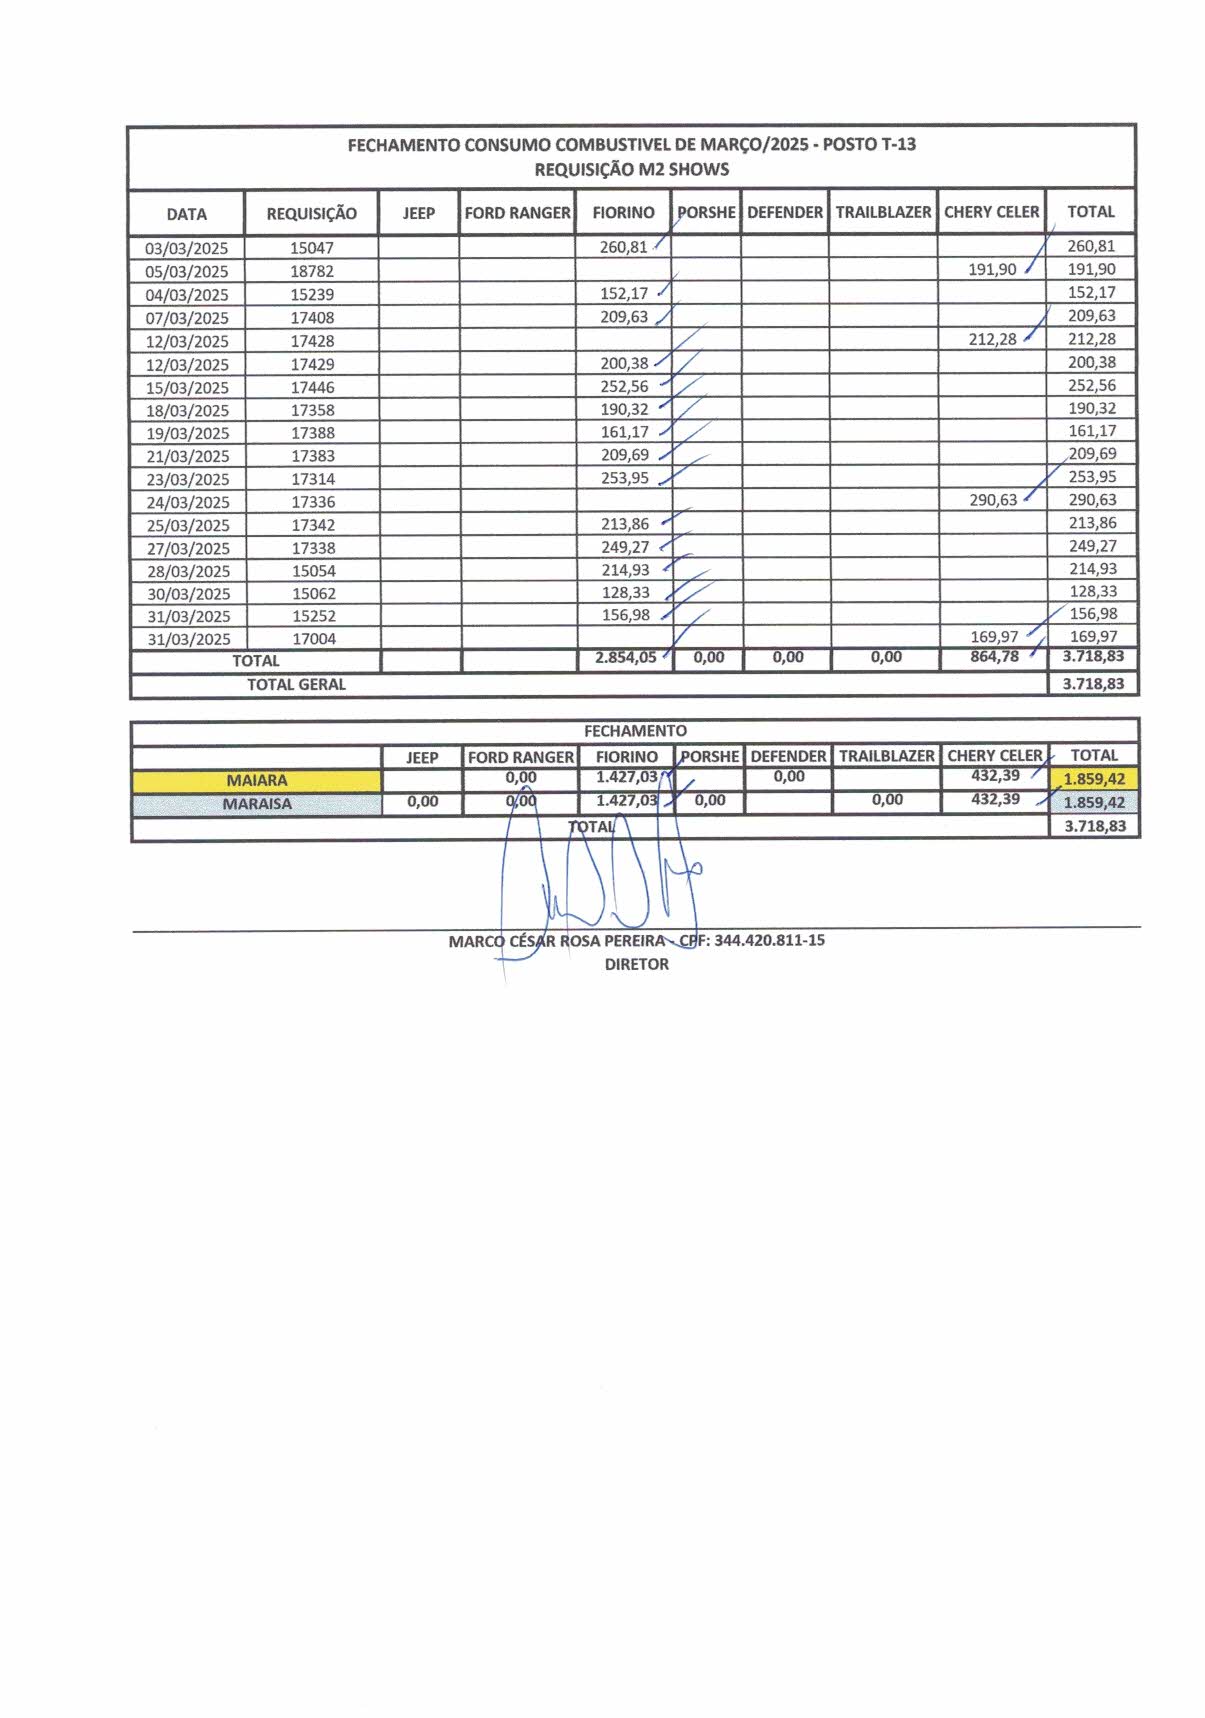 FECHAMENTO CONSUMO COMBUSTIVEL DE MARÇO/2025 - POSTO T-13
REQUISIÇÃO M2 SHOWS
DATA REQUISIÇÃO JEEP FORD RANGER FIORINO PORSHE DEFENDER TRAILBLAZER CHERY CELER TOTAL
03/03/2025 15047 260,81 260,81
05/03/2025 18782 191,90 191,90
04/03/2025 15239 152,17 152,17
07/03/2025 17408 209,63 209,63
12/03/2025 17428 212,28 212,28
12/03/2025 17429 200,38 200,38
15/03/2025 17446 252,56 252,56
18/03/2025 17358 190,32 190,32
19/03/2025 17388 161,17 161,17
21/03/2025 17383 209,69 209,69
23/03/2025 17314 253,95 253,95
24/03/2025 17336 290,63 290,63
25/03/2025 17342 213,86 213,86
27/03/2025 17338 249,27 249,27
28/03/2025 15054 214,93 214,93
30/03/2025 15062 128,33 128,33
31/03/2025 15252 156,98 156,98
31/03/2025 17004 169,97 169,97
TOTAL 2.854,05 0,00 0,00 0,00 864,78 3.718,83
TOTAL GERAL 3.718,83
FECHAMENTO
JEEP FORD RANGER FIORINO PORSHE DEFENDER TRAILBLAZER CHERY CELER TOTAL
MAIARA 0,00 1.427,03 0,00 432,39 1.859,42
MARAISA 0,00 0,00 1.427,03 0,00 0,00 432,39 1.859,42
TOTAL 3.718,83
MARCO CÉSAR ROSA PEREIRA - CPF: 344.420.811-15
DIRETOR